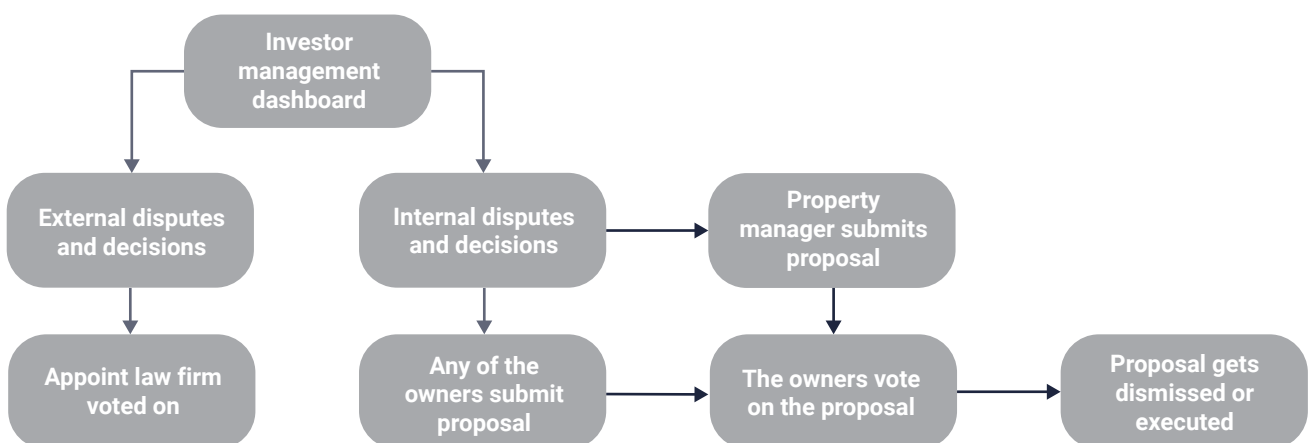 Investor
management
dashboard
External disputes
and decisions
Internal disputes
and decisions
Property
manager submits
proposal
Appoint law firm
voted on
Any of the
owners submit
proposal
The owners vote
on the proposal
Proposal gets
dismissed or
executed